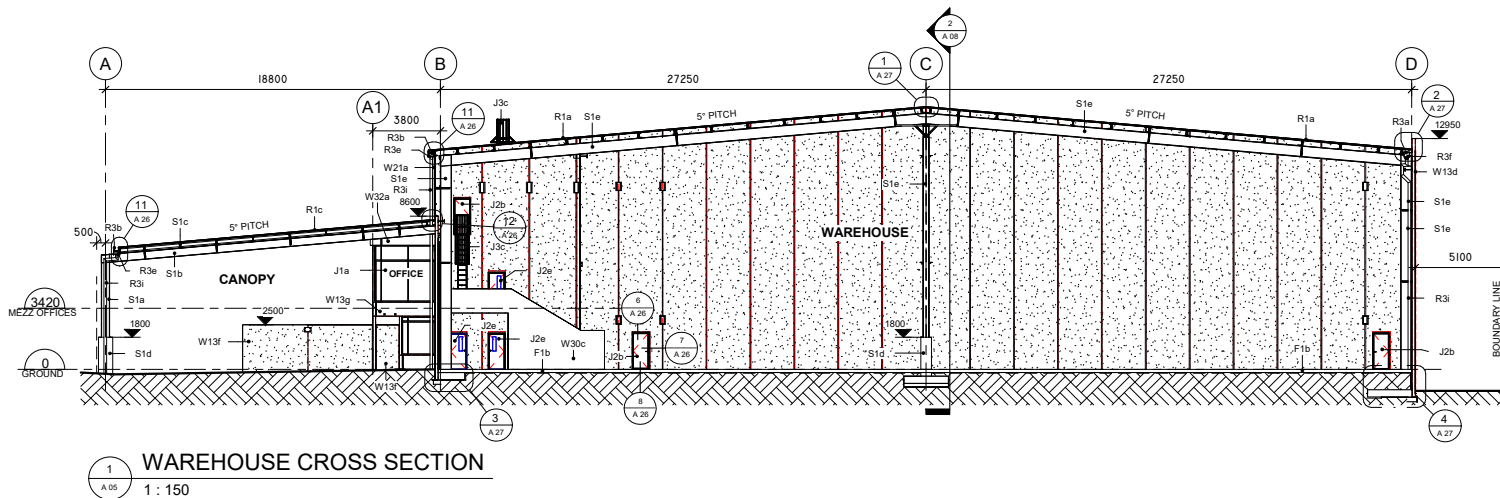 2
A 08
A
B
C
D
18800
27250
27250
A1
3800
1
A 27
2
A 27
12950
J3c
11
A 26
R1a
S1e
5° PITCH
S1e
5° PITCH
R1a
R3a
R3b
R3e
W21a
S1e
R3i
8600
W32a
R3f
W13d
S1e
S1e
S1e
R3i
11
A 26
R3b
500
S1c
5° PITCH
R1c
J2b
12
A 26
WAREHOUSE
R3e
S1b
R3i
S1a
CANOPY
J1a
OFFICE
J3c
J2e
5100
BOUNDARY LINE
3420
MEZZ OFFICES
W13g
2500
1800
W13f
S1d
6
A 26
7
A 26
1800
S1d
J2e
J2e
J2b
F1b
W30c
J2b
F1b
J2b
0
GROUND
W13f
8
A 26
3
A 27
4
A 27
1
A 05
WAREHOUSE CROSS SECTION
1 : 150